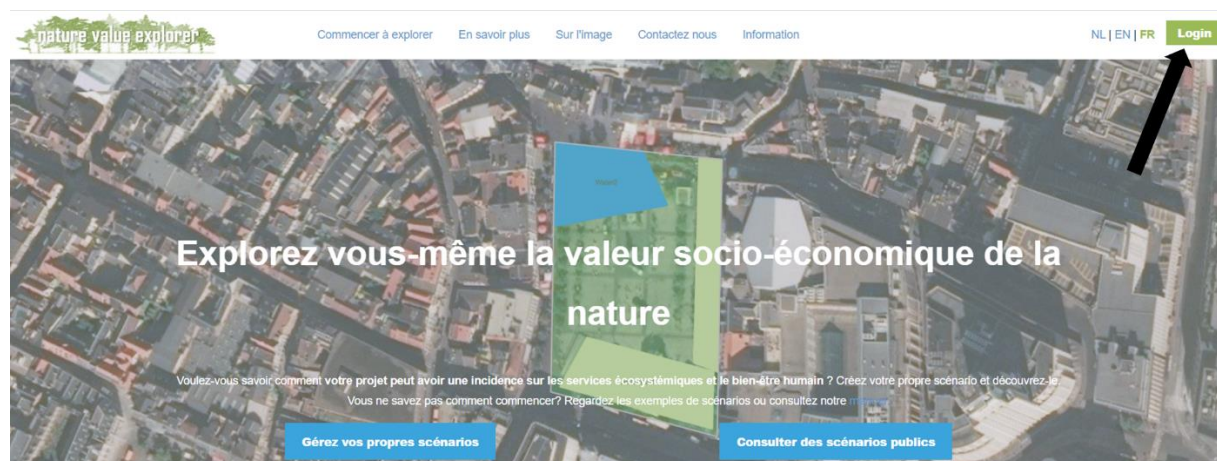 nature value explorer
Commencer à explorer En savoir plus Sur l'image Contactez nous Information
NL | EN | FR Login
Explorez vous-même la valeur socio-économique de la
nature
Voulez-vous savoir comment votre projet peut avoir une incidence sur les services écosystémiques et le bien-être humain ? Créez votre propre scénario et découvrez-le.
Vous ne savez pas comment commencer? Regardez les exemples de scénarios ou consultez notre
Gérez vos propres scénarios
Consulter des scénarios publics